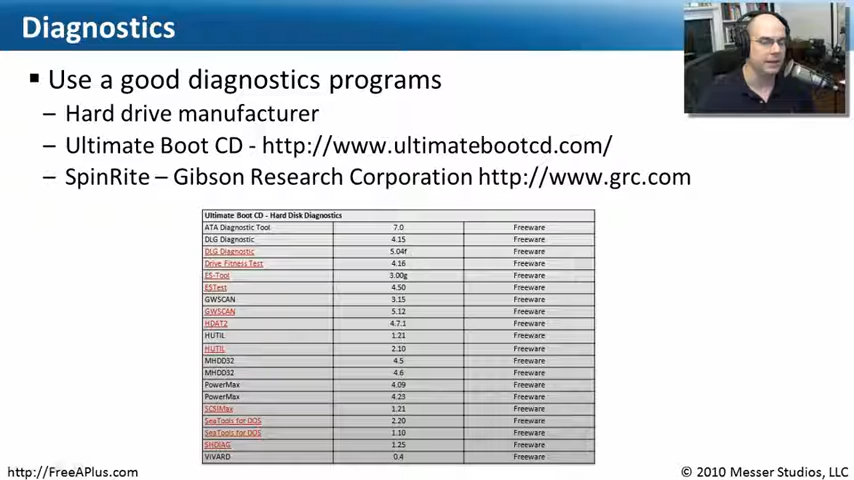 Diagnostics
▪ Use a good diagnostics programs
– Hard drive manufacturer
– Ultimate Boot CD - http://www.ultimatebootcd.com/
– SpinRite – Gibson Research Corporation http://www.grc.com
Ultimate Boot CD - Hard Disk Diagnostics
ATA Diagnostic Tool 7.0 Freeware
DLG Diagnostic 4.15 Freeware
DLG Diagnostic 5.04f Freeware
Drive Fitness Test 4.16 Freeware
ES-Tool 3.00g Freeware
ESTest 4.50 Freeware
GWSCAN 3.15 Freeware
GWSCAN 5.12 Freeware
HDAT2 4.7.1 Freeware
HUTIL 1.21 Freeware
HUTIL 2.10 Freeware
MHDD32 4.5 Freeware
MHDD32 4.6 Freeware
PowerMax 4.09 Freeware
PowerMax 4.23 Freeware
SCSIMax 1.21 Freeware
SeaTools for DOS 2.20 Freeware
SeaTools for DOS 1.10 Freeware
SHDIAG 1.25 Freeware
VIVARD 0.4 Freeware
http://FreeAPlus.com
© 2010 Messer Studios, LLC